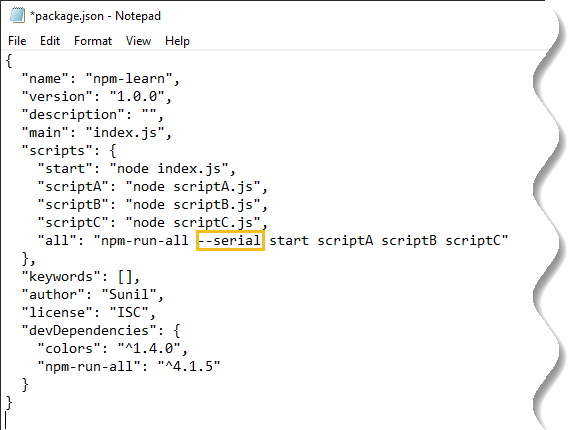 *package.json - Notepad
File Edit Format View Help
{
  "name": "npm-learn",
  "version": "1.0.0",
  "description": "",
  "main": "index.js",
  "scripts": {
    "start": "node index.js",
    "scriptA": "node scriptA.js",
    "scriptB": "node scriptB.js",
    "scriptC": "node scriptC.js",
    "all": "npm-run-all --serial start scriptA scriptB scriptC"
  },
  "keywords": [],
  "author": "Sunil",
  "license": "ISC",
  "devDependencies": {
    "colors": "^1.4.0",
    "npm-run-all": "^4.1.5"
  }
}